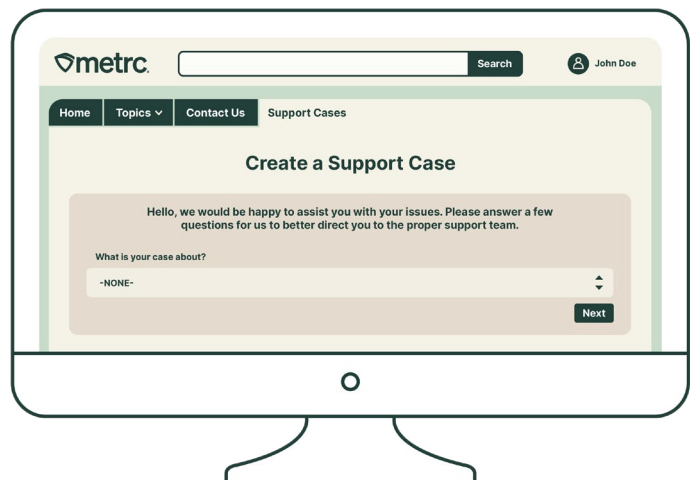 metrc.
Search
John Doe
Home
Topics
Contact Us
Support Cases
Create a Support Case
Hello, we would be happy to assist you with your issues. Please answer a few
questions for us to better direct you to the proper support team.
What is your case about?
-NONE-
Next